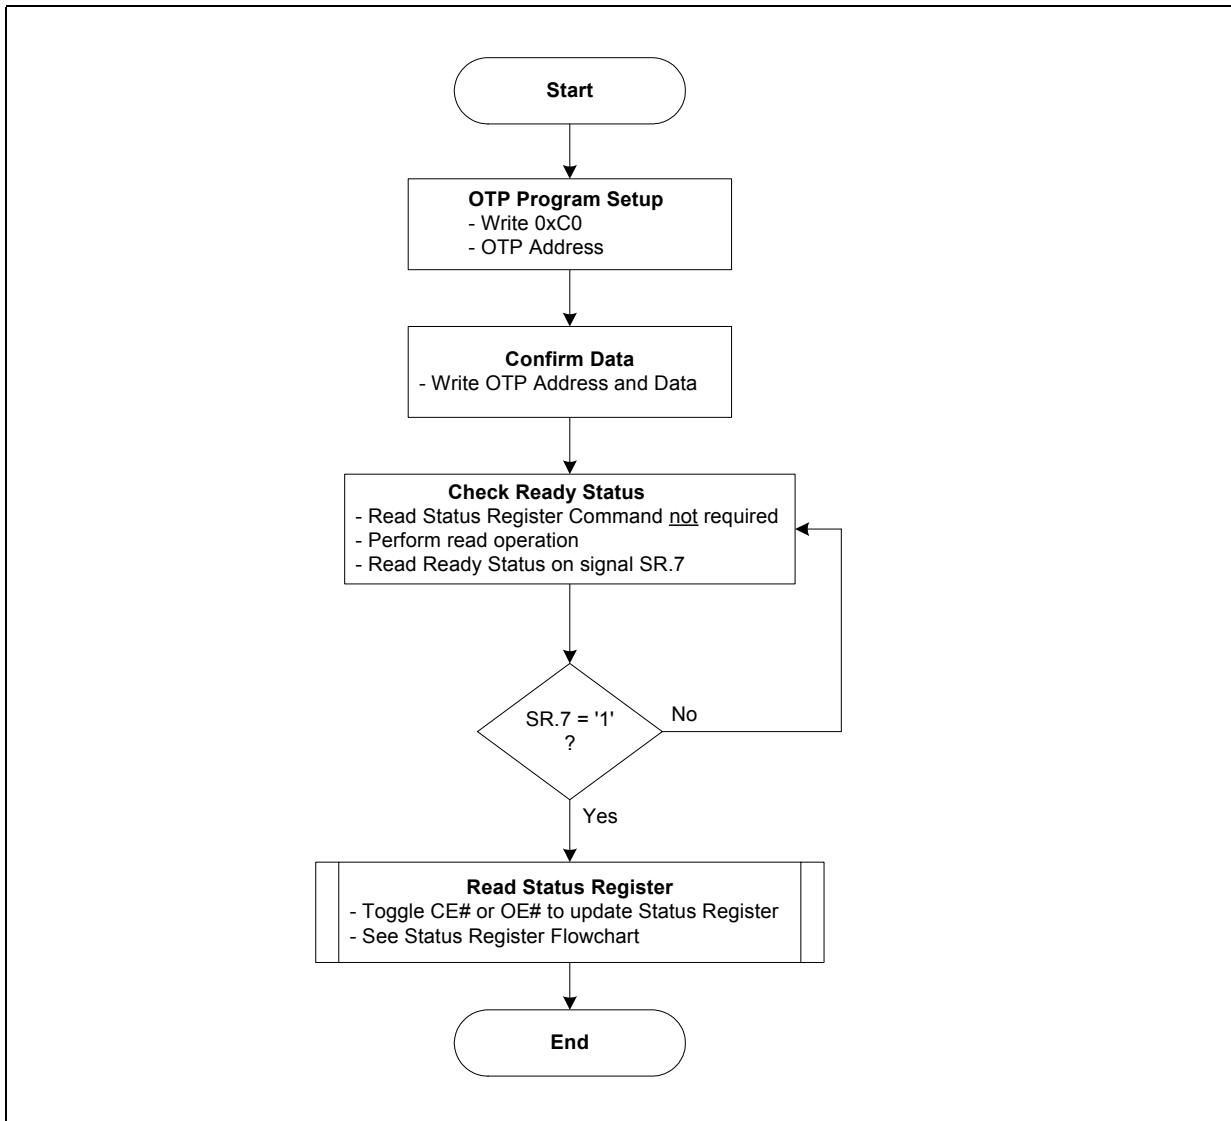 Start
OTP Program Setup
- Write 0xC0
- OTP Address
Confirm Data
- Write OTP Address and Data
Check Ready Status
- Read Status Register Command not required
- Perform read operation
- Read Ready Status on signal SR.7
SR.7 = '1'
?
No
Yes
Read Status Register
- Toggle CE# or OE# to update Status Register
- See Status Register Flowchart
End